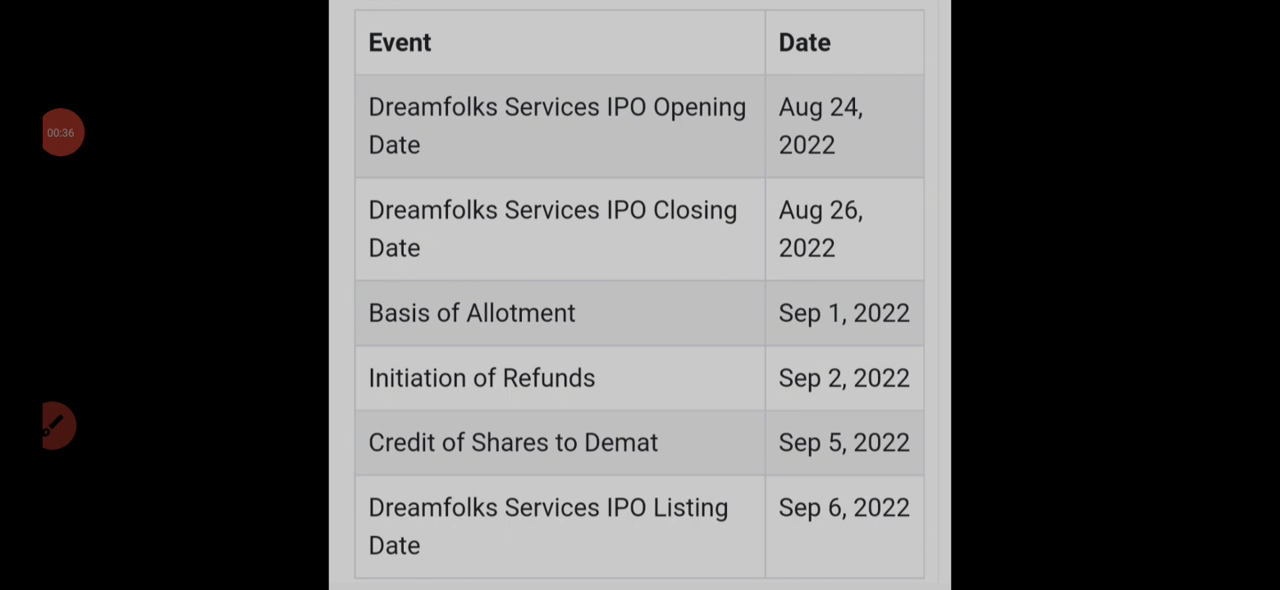 Event Date
Dreamfolks Services IPO Opening Aug 24,
Date 2022
Dreamfolks Services IPO Closing Aug 26,
Date 2022
Basis of Allotment Sep 1, 2022
Initiation of Refunds Sep 2, 2022
Credit of Shares to Demat Sep 5, 2022
Dreamfolks Services IPO Listing Sep 6, 2022
Date
00:36